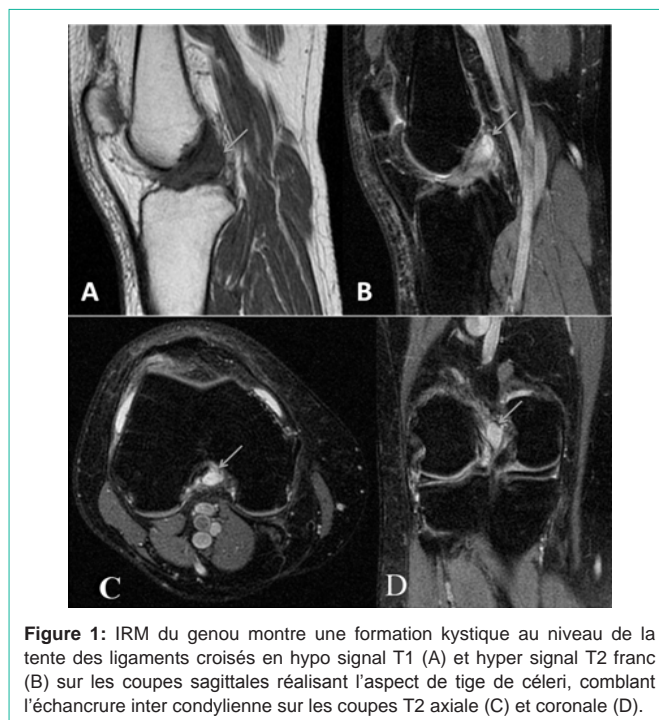 A
B
C
D
Figure 1: IRM du genou montre une formation kystique au niveau de la
tente des ligaments croisés en hypo signal T1 (A) et hyper signal T2 franc
(B) sur les coupes sagittales réalisant l'aspect de tige de céleri, comblant
l'échancrure inter condylienne sur les coupes T2 axiale (C) et coronale (D).